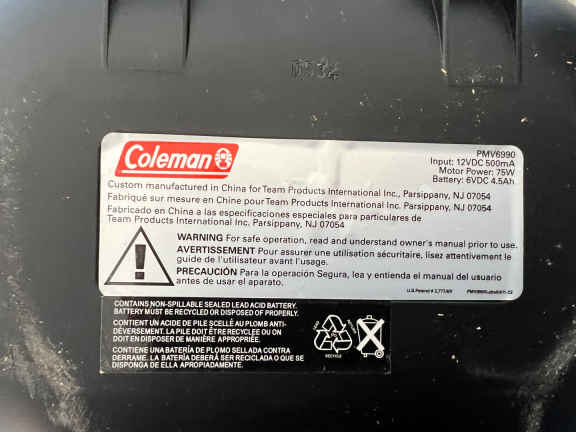 Coleman
PMV6990
Input: 12VDC 500mA
Motor Power: 75W
Battery: 6VDC 4.5Ah
Custom manufactured in China for Team Products International Inc., Parsippany, NJ 07054
Fabriqué sur mesure en Chine pour Team Products International Inc. Parsippany, NJ 07054
Fabricado en China a las especificaciones especiales para particulares de
Team Products International Inc. Parsippany, NJ 07054
WARNING For safe operation, read and understand owner's manual prior to use.
AVERTISSEMENT Pour assurer une utilisation sécuritaire, lisez attentivement le
guide de l'utilisateur avant l'usage.
PRECAUCIÓN Para la operación Segura, lea y entienda el manual del usuario
antes de usar el aparato.
CONTAINS NON-SPILLABLE SEALED LEAD ACID BATTERY.
BATTERY MUST BE RECYCLED OR DISPOSED OF PROPERLY.
CONTIENT UN ACIDE DE PILE SCELLÉ AU PLOMB ANTI-
DÉVERSEMENT. LA PILE DOIT ÊTRE RECYCLEE OU ON
DOIT EN DISPOSER DE MANIÈRE APPROPRIÉE.
CONTIENE UNA BATERÍA DE PLOMO SELLADA CONTRA
DERRAME. LA BATERÍA DEBERÁ SER RECICLADA O QUE SE
DISPONGA DE ELLA APROPIADAMENTE.
RECYCLE